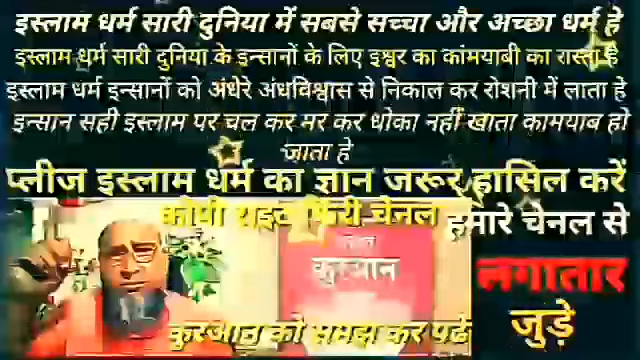 इस्लाम धर्म सारी दुनिया में सबसे सच्चा और अच्छा धर्म हे
इस्लाम धर्म सारी दुनिया के इन्सानों के लिए इश्वर का कांमयाबी का रास्ता हे
इस्लाम धर्म इन्सानों को अंधेरे अंधविश्वास से निकाल कर रोशनी में लाता हे
इन्सान सही इस्लाम पर चल कर मर कर धोका नहीं खाता कामयाब हो
जाता हे
प्लीज इस्लाम धर्म का ज्ञान जरूर हासिल करें
कोपी राइट फिरी चेनल
हमारे चेनल से
कुरआन
लगातार
जुड़े
कुरआन को समझ कर पढें